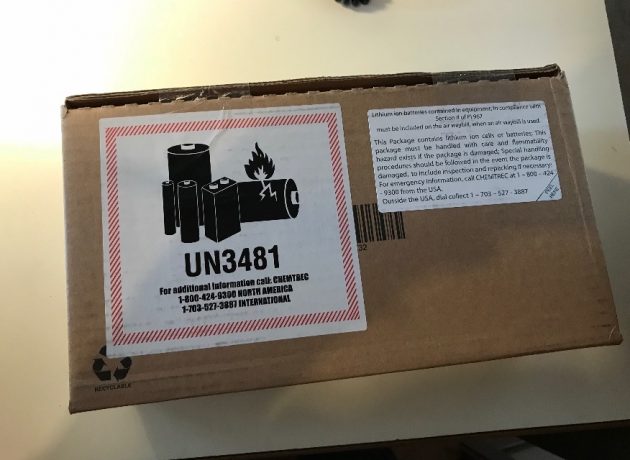 UN3481
For additional information call: CHEMTREC
1-800-424-9300 NORTH AMERICA
1-703-527-3887 INTERNATIONAL
RECYCLABLE
Lithium ion batteries contained in equipment; In compliance with
Section II of PI 967
must be included on the air waybill, when an air waybill is used
This Package contains lithium ion cells or batteries; This
package must be handled with care and flammability
hazard exists if the package is damaged; Special handling
procedures should be followed in the event the package is
damaged, to include inspection and repacking if necessary;
For emergency information, call CHEMTREC at 1 – 800 – 424
- 9300 from the USA.
Outside the USA, dial collect 1 – 703 – 527 - 3887
PEEL
HERE
32